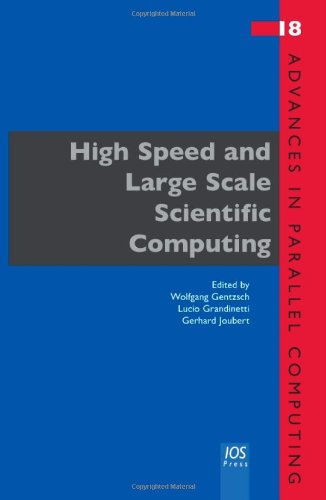 18
ADVANCES IN PARALLEL COMPUTING
High Speed and
Large Scale
Scientific
Computing
Edited by
Wolfgang Gentzsch
Lucio Grandinetti
Gerhard Joubert
IOS
Press